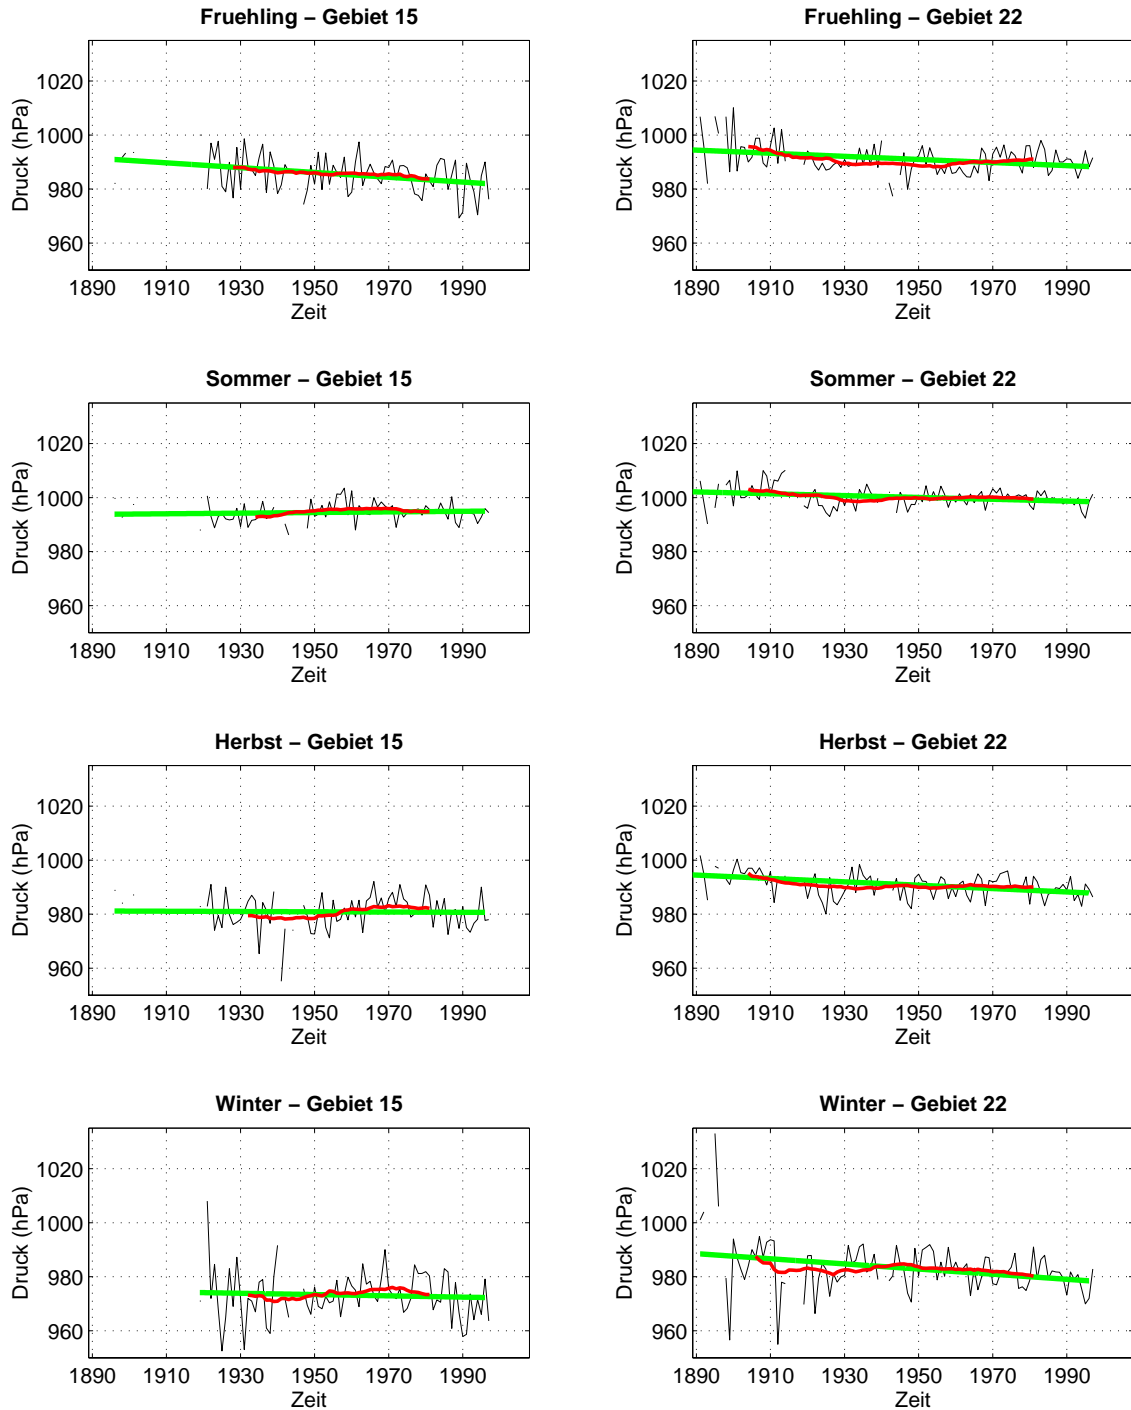 Fruehling – Gebiet 15
Druck (hPa)
1020
1000
980
960
1890 1910 1930 1950 1970 1990
Zeit
Fruehling – Gebiet 22
Druck (hPa)
1020
1000
980
960
1890 1910 1930 1950 1970 1990
Zeit
Sommer – Gebiet 15
Druck (hPa)
1020
1000
980
960
1890 1910 1930 1950 1970 1990
Zeit
Sommer – Gebiet 22
Druck (hPa)
1020
1000
980
960
1890 1910 1930 1950 1970 1990
Zeit
Herbst – Gebiet 15
Druck (hPa)
1020
1000
980
960
1890 1910 1930 1950 1970 1990
Zeit
Herbst – Gebiet 22
Druck (hPa)
1020
1000
980
960
1890 1910 1930 1950 1970 1990
Zeit
Winter – Gebiet 15
Druck (hPa)
1020
1000
980
960
1890 1910 1930 1950 1970 1990
Zeit
Winter – Gebiet 22
Druck (hPa)
1020
1000
980
960
1890 1910 1930 1950 1970 1990
Zeit